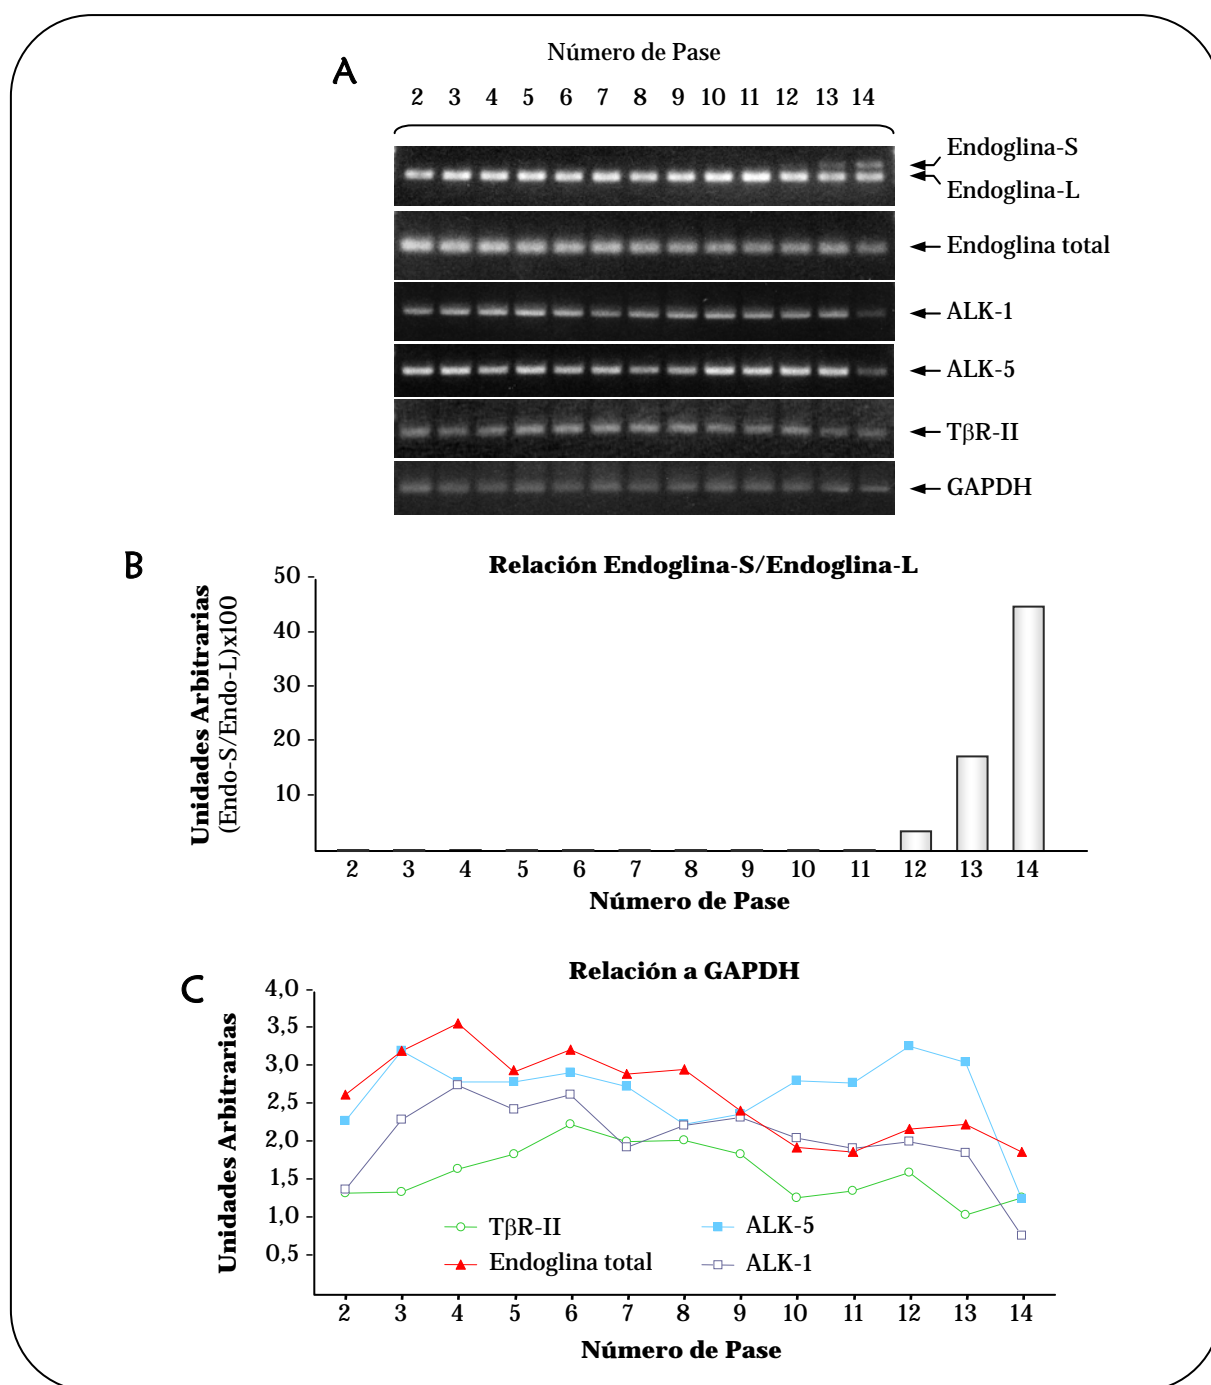 A
Número de Pase
2 3 4 5 6 7 8 9 10 11 12 13 14
Endoglina-S
Endoglina-L
Endoglina total
ALK-1
ALK-5
TβR-II
GAPDH
B
Relación Endoglina-S/Endoglina-L
Unidades Arbitrarias
(Endo-S/Endo-L)x100
50
40
30
20
10
2 3 4 5 6 7 8 9 10 11 12 13 14
Número de Pase
C
Relación a GAPDH
Unidades Arbitrarias
4,0
3,5
3,0
2,5
2,0
1,5
1,0
0,5
TβR-II
ALK-5
Endoglina total
ALK-1
2 3 4 5 6 7 8 9 10 11 12 13 14
Número de Pase